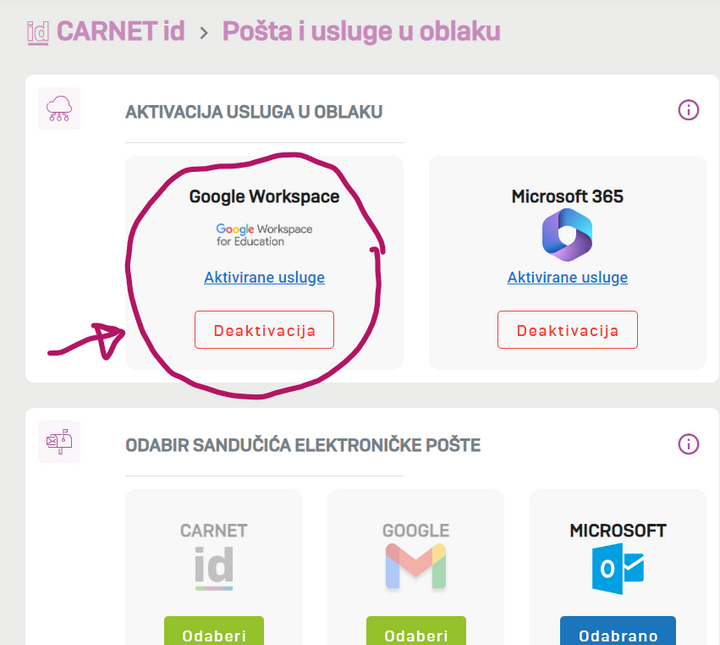 id CARNET id > Pošta i usluge u oblaku
AKTIVACIJA USLUGA U OBLAKU
Google Workspace
Google Workspace
for Education
Aktivirane usluge
Deaktivacija
Microsoft 365
Aktivirane usluge
Deaktivacija
ODABIR SANDUČIĆA ELEKTRONIČKE POŠTE
CARNET
id
Odaberi
GOOGLE
Odaberi
MICROSOFT
Odabrano